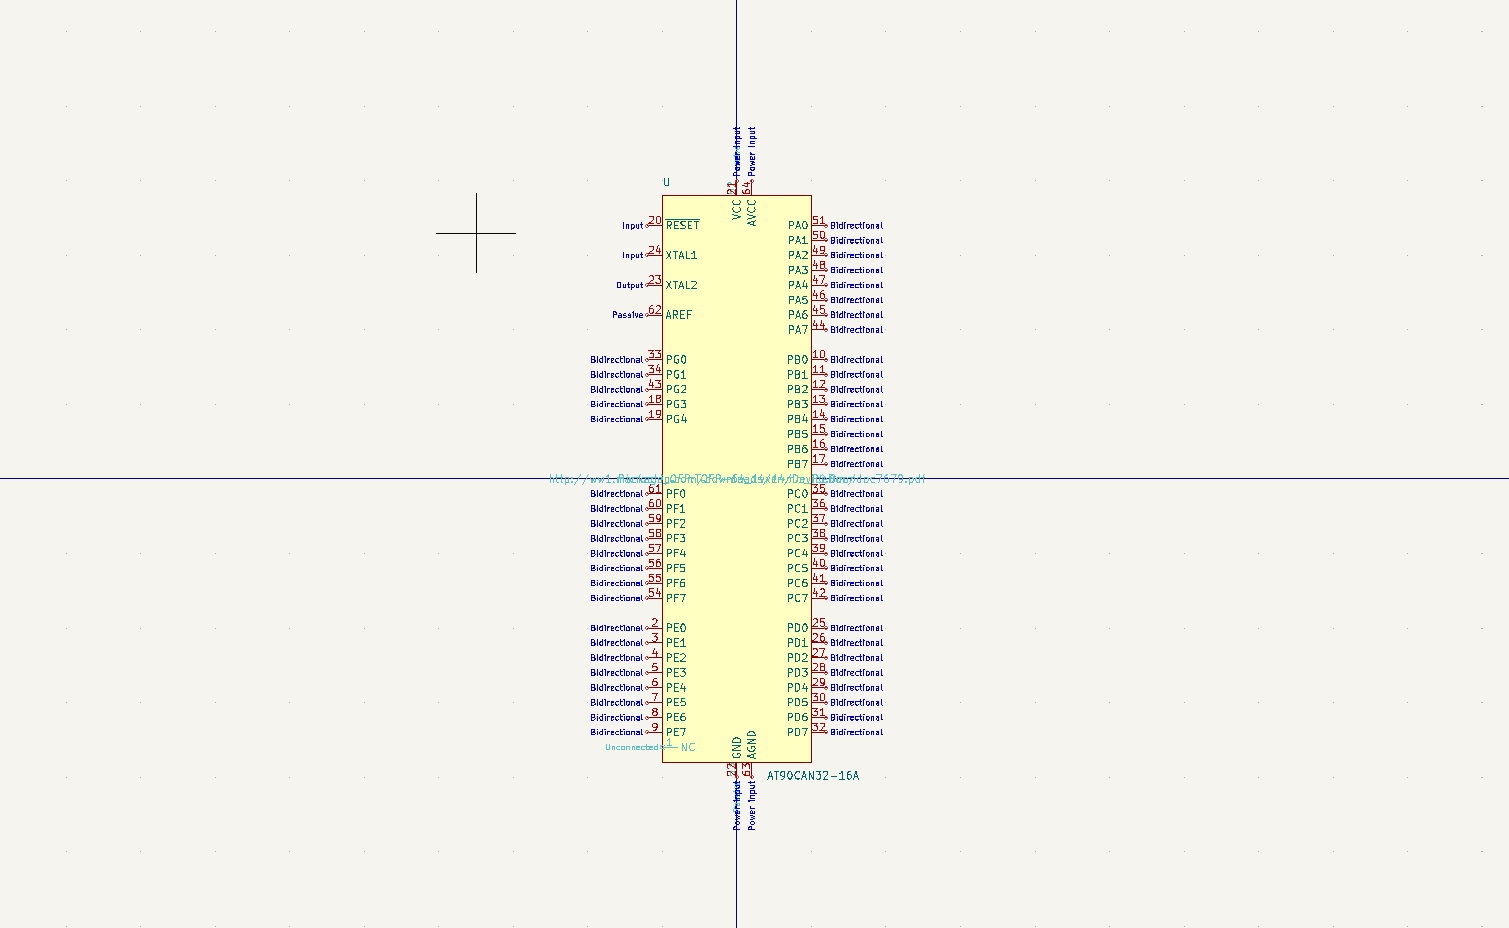 Power Input Power Input
U 21 64
VCC AVCC
Input 20 RESET PA0 51 Bidirectional
PA1 50 Bidirectional
Input 24 XTAL1 PA2 49 Bidirectional
PA3 48 Bidirectional
Output 23 XTAL2 PA4 47 Bidirectional
PA5 46 Bidirectional
Passive 62 AREF PA6 45 Bidirectional
PA7 44 Bidirectional
Bidirectional 33 PG0 PB0 10 Bidirectional
Bidirectional 34 PG1 PB1 11 Bidirectional
Bidirectional 43 PG2 PB2 12 Bidirectional
Bidirectional 18 PG3 PB3 13 Bidirectional
Bidirectional 19 PG4 PB4 14 Bidirectional
PB5 15 Bidirectional
PB6 16 Bidirectional
PB7 17 Bidirectional
Bidirectional 61 PF0 PC0 35 Bidirectional
Bidirectional 60 PF1 PC1 36 Bidirectional
Bidirectional 59 PF2 PC2 37 Bidirectional
Bidirectional 58 PF3 PC3 38 Bidirectional
Bidirectional 57 PF4 PC4 39 Bidirectional
Bidirectional 56 PF5 PC5 40 Bidirectional
Bidirectional 55 PF6 PC6 41 Bidirectional
Bidirectional 54 PF7 PC7 42 Bidirectional
Bidirectional 2 PE0 PD0 25 Bidirectional
Bidirectional 3 PE1 PD1 26 Bidirectional
Bidirectional 4 PE2 PD2 27 Bidirectional
Bidirectional 5 PE3 PD3 28 Bidirectional
Bidirectional 6 PE4 PD4 29 Bidirectional
Bidirectional 7 PE5 PD5 30 Bidirectional
Bidirectional 8 PE6 PD6 31 Bidirectional
Bidirectional 9 PE7 PD7 32 Bidirectional
Unconnected 1 NC
GND AGND
22 63 AT90CAN32-16A
Power Input Power Input